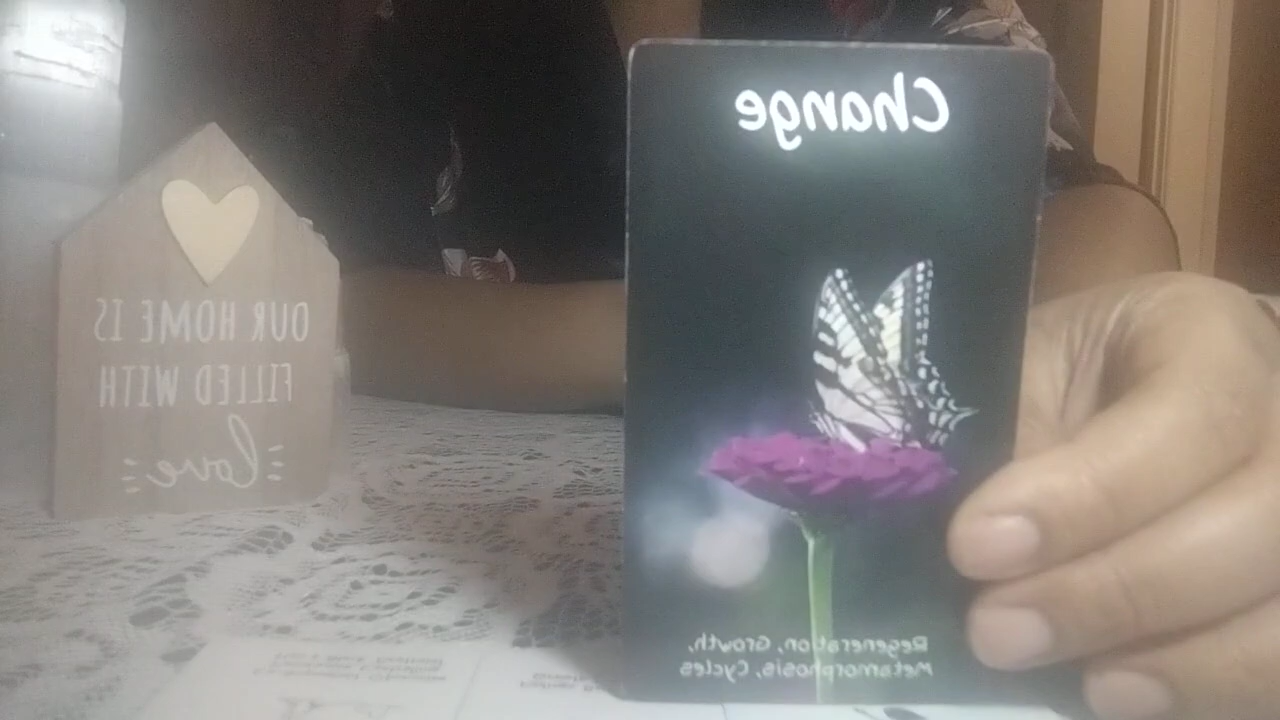 Change
Regeneration, Growth,
Metamorphosis, Cycles
OUR HOME IS
FILLED WITH
love